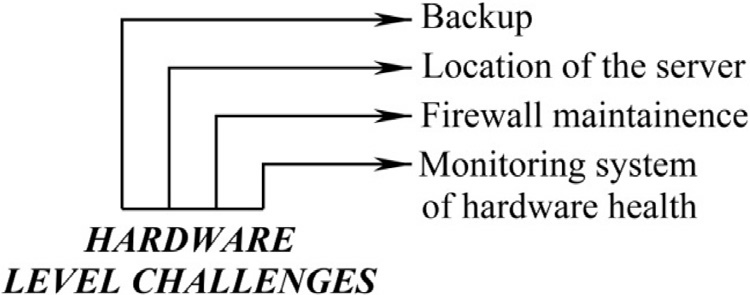 Backup
Location of the server
Firewall maintainence
Monitoring system
of hardware health
HARDWARE
LEVEL CHALLENGES